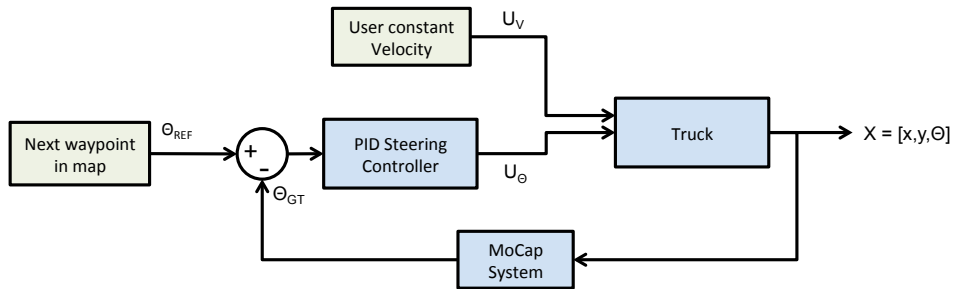 User constant
Velocity
U_V
Next waypoint
in map
Θ_REF
+
-
Θ_GT
PID Steering
Controller
U_Θ
Truck
X = [x,y,Θ]
MoCap
System